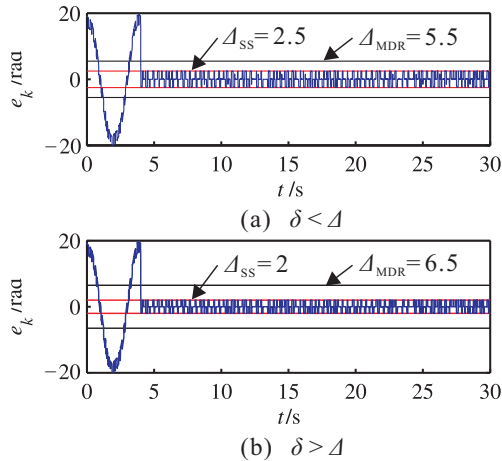 20
0
−20
e_k /rad
Δ_SS = 2.5
Δ_MDR = 5.5
0 5 10 15 20 25 30
t /s
(a) δ < Δ
20
0
−20
e_k /rad
Δ_SS = 2
Δ_MDR = 6.5
0 5 10 15 20 25 30
t/s
(b) δ > Δ